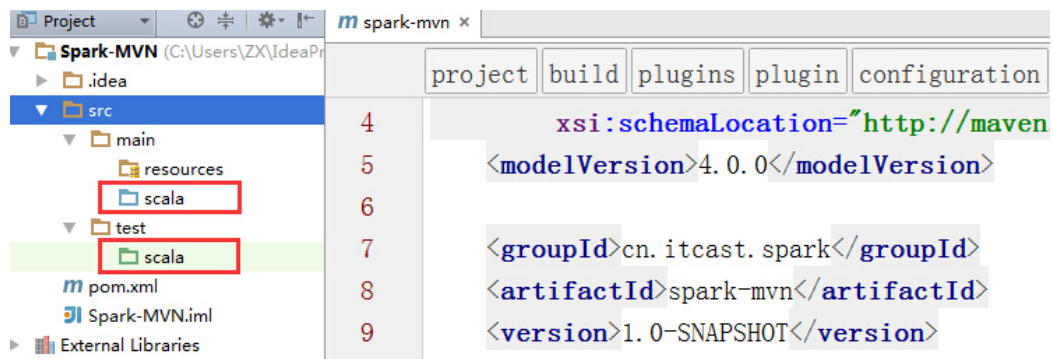 Project
spark-mvn
Spark-MVN (C:\Users\ZX\IdeaPr
.idea
src
main
resources
scala
test
scala
pom.xml
Spark-MVN.iml
External Libraries
project build plugins plugin configuration
4 xsi:schemaLocation="http://maven.
5 <modelVersion>4.0.0</modelVersion>
6
7 <groupId>cn.itcast.spark</groupId>
8 <artifactId>spark-mvn</artifactId>
9 <version>1.0-SNAPSHOT</version>